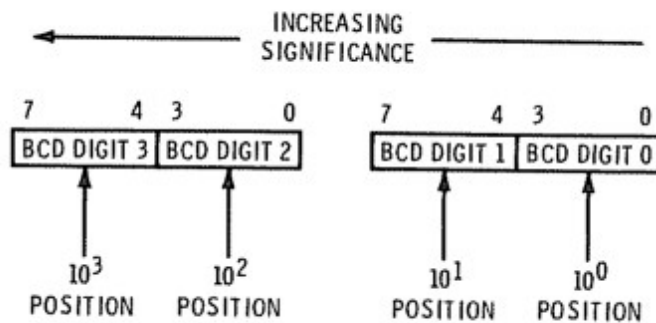 INCREASING
SIGNIFICANCE
7 4 3 0 7 4 3 0
BCD DIGIT 3 BCD DIGIT 2 BCD DIGIT 1 BCD DIGIT 0
10³ 10² 10¹ 10⁰
POSITION POSITION POSITION POSITION